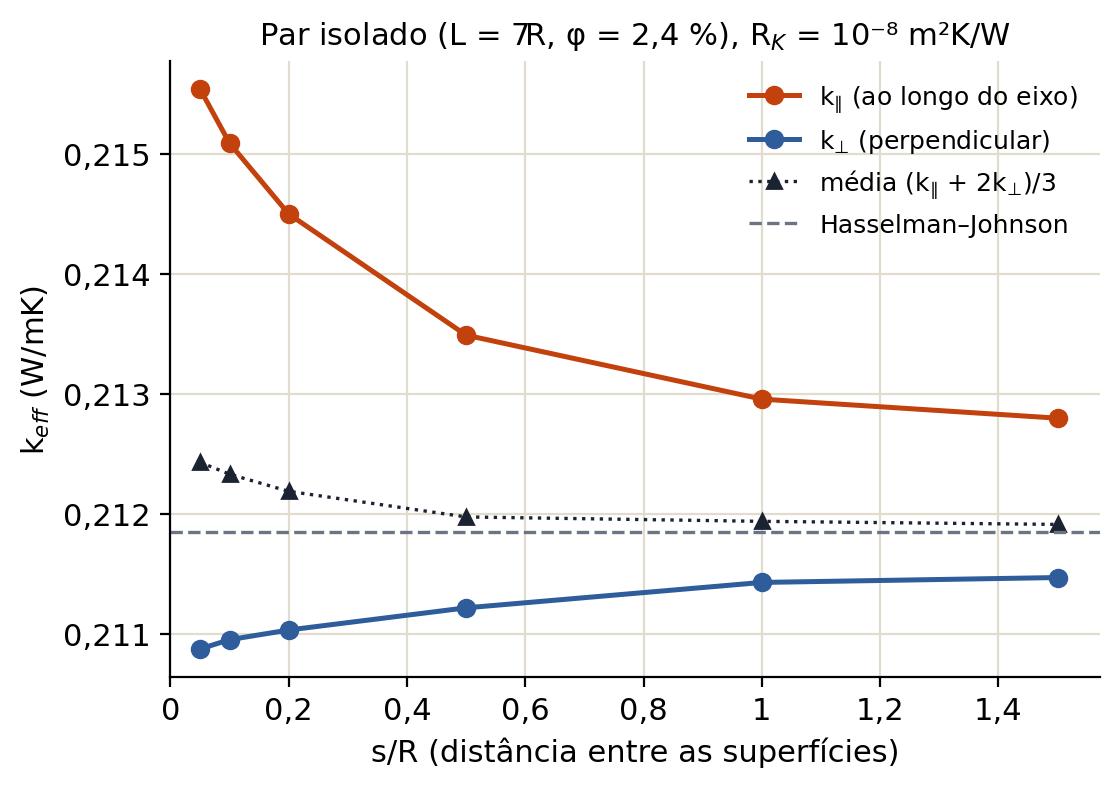 Par isolado (L = 7R, φ = 2,4 %), R_K = 10⁻⁸ m²K/W
k∥ (ao longo do eixo)
k⊥ (perpendicular)
média (k∥ + 2k⊥)/3
Hasselman–Johnson
k_eff (W/mK)
0,215
0,214
0,213
0,212
0,211
0 0,2 0,4 0,6 0,8 1 1,2 1,4
s/R (distância entre as superfícies)